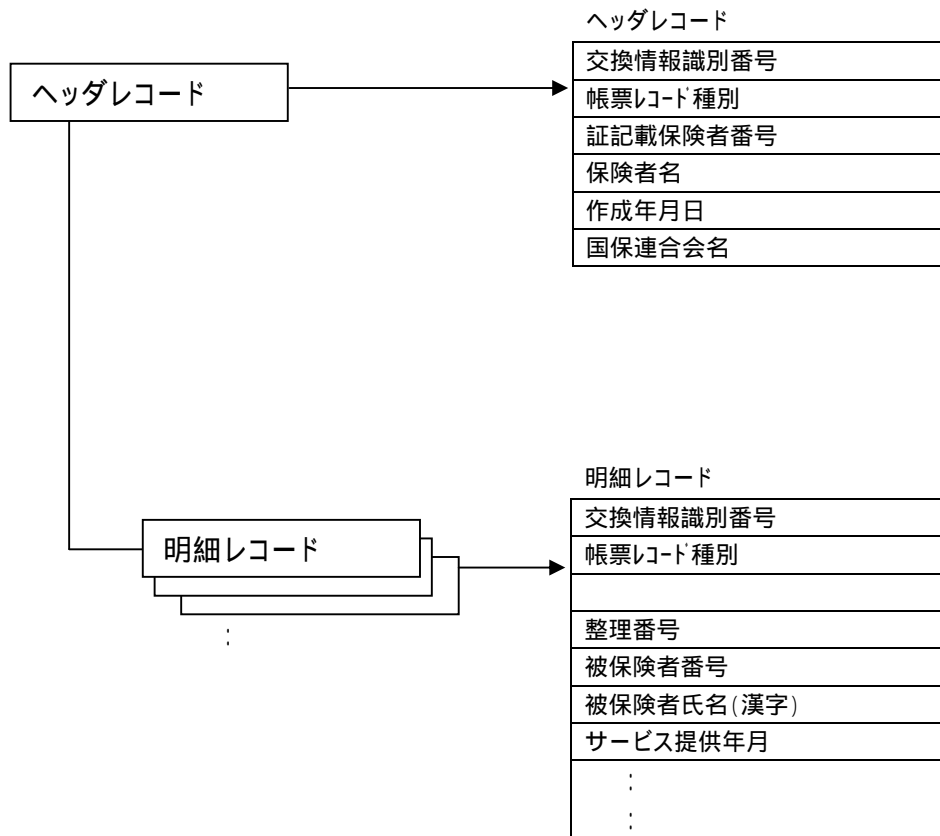 ヘッダレコード
ヘッダレコード
交換情報識別番号
帳票ﾚｺｰﾄﾞ種別
証記載保険者番号
保険者名
作成年月日
国保連合会名
明細レコード
明細レコード
交換情報識別番号
帳票ﾚｺｰﾄﾞ種別
整理番号
被保険者番号
被保険者氏名(漢字)
サービス提供年月
:
:
: